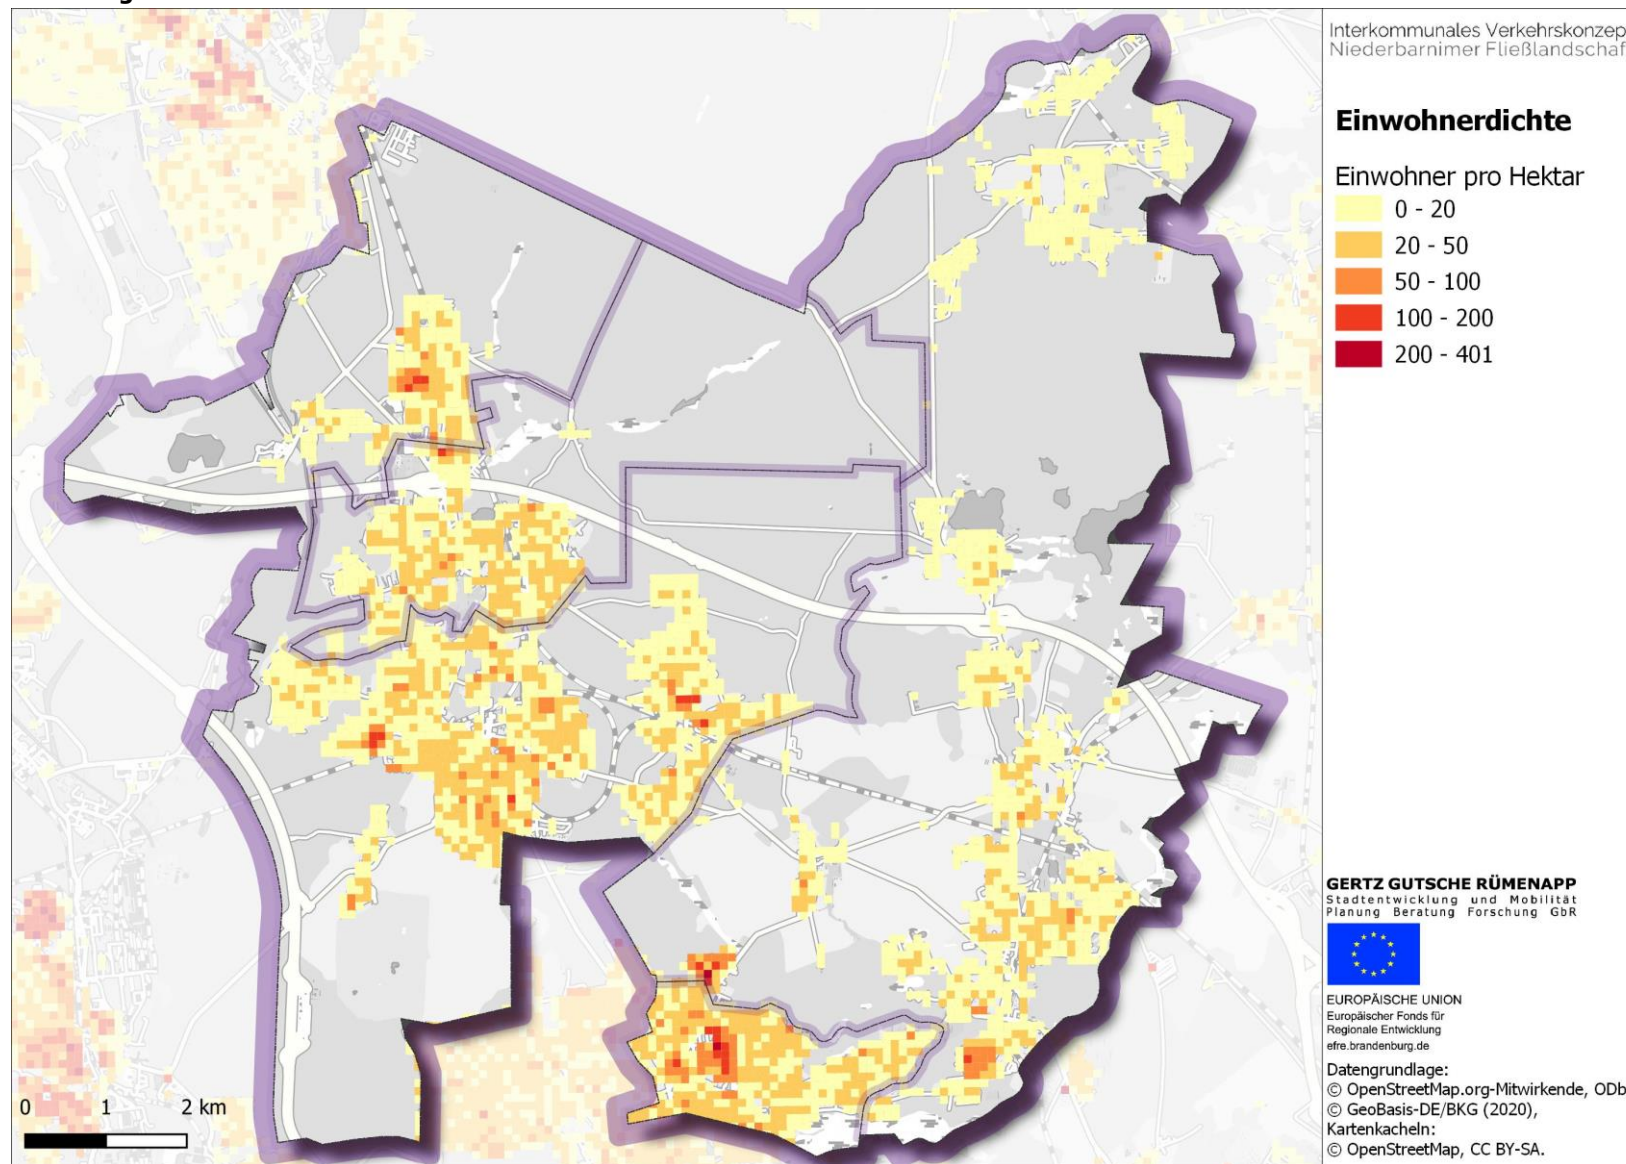 Interkommunales Verkehrskonzep
Niederbarnimer Fließlandschaf
Einwohnerdichte
Einwohner pro Hektar
0 - 20
20 - 50
50 - 100
100 - 200
200 - 401
GERTZ GUTSCHE RÜMENAPP
Stadtentwicklung und Mobilität
Planung Beratung Forschung GbR
EUROPÄISCHE UNION
Europäischer Fonds für
Regionale Entwicklung
efre.brandenburg.de
Datengrundlage:
© OpenStreetMap.org-Mitwirkende, ODb
© GeoBasis-DE/BKG (2020),
Kartenkacheln:
© OpenStreetMap, CC BY-SA.
0 1 2 km